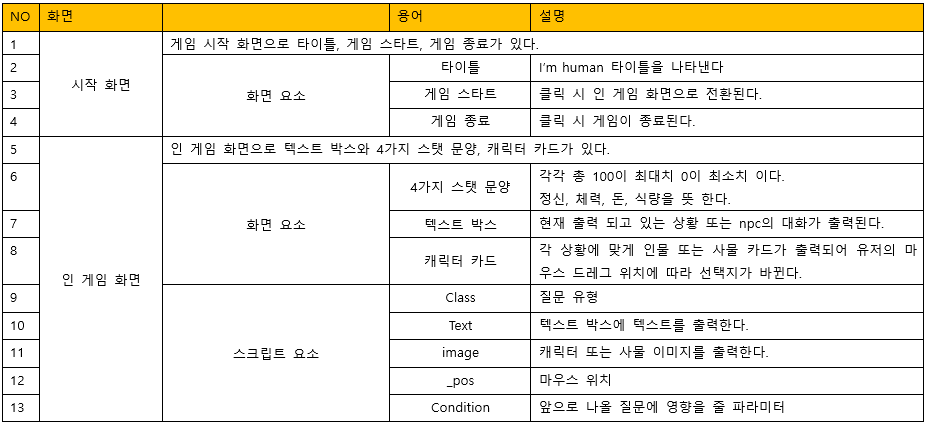 NO 화면 용어 설명
1 게임 시작 화면으로 타이틀, 게임 스타트, 게임 종료가 있다.
시작 화면
2 화면 요소 타이틀 I'm human 타이틀을 나타낸다
3 게임 스타트 클릭 시 인 게임 화면으로 전환된다.
4 게임 종료 클릭 시 게임이 종료된다.
5 인 게임 화면으로 텍스트 박스와 4가지 스탯 문양, 캐릭터 카드가 있다.
인 게임 화면
6 화면 요소 4가지 스탯 문양 각각 총 100이 최대치 0이 최소치 이다.
정신, 체력, 돈, 식량을 뜻 한다.
7 텍스트 박스 현재 출력 되고 있는 상황 또는 npc의 대화가 출력된다.
8 캐릭터 카드 각 상황에 맞게 인물 또는 사물 카드가 출력되어 유저의 마
우스 드레그 위치에 따라 선택지가 바뀐다.
9 스크립트 요소 Class 질문 유형
10 Text 텍스트 박스에 텍스트를 출력한다.
11 image 캐릭터 또는 사물 이미지를 출력한다.
12 _pos 마우스 위치
13 Condition 앞으로 나올 질문에 영향을 줄 파라미터